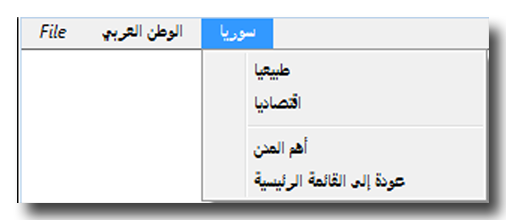 File الوطن العربي سوريا
طبيعيا
اقتصاديا
أهم المدن
عودة إلى القائمة الرئيسية